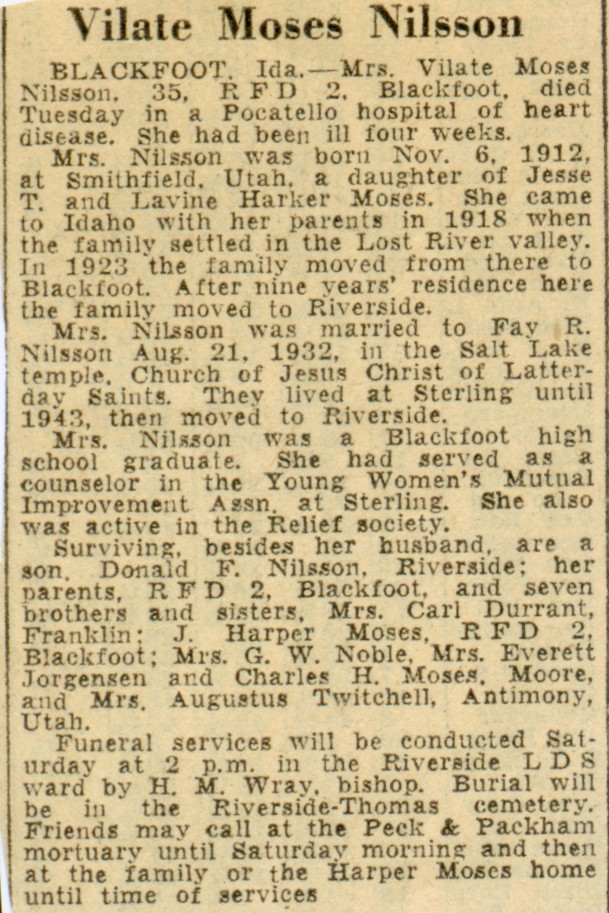 Vilate Moses Nilsson
BLACKFOOT, Ida.—Mrs. Vilate Moses
Nilsson, 35, R F D 2, Blackfoot, died
Tuesday in a Pocatello hospital of heart
disease. She had been ill four weeks.
Mrs. Nilsson was born Nov. 6, 1912,
at Smithfield, Utah, a daughter of Jesse
T. and Lavine Harker Moses. She came
to Idaho with her parents in 1918 when
the family settled in the Lost River valley.
In 1923 the family moved from there to
Blackfoot. After nine years' residence here
the family moved to Riverside.
Mrs. Nilsson was married to Fay R.
Nilsson Aug. 21, 1932, in the Salt Lake
temple, Church of Jesus Christ of Latter-
day Saints. They lived at Sterling until
1943, then moved to Riverside.
Mrs. Nilsson was a Blackfoot high
school graduate. She had served as a
counselor in the Young Women's Mutual
Improvement Assn. at Sterling. She also
was active in the Relief society.
Surviving, besides her husband, are a
son, Donald F. Nilsson, Riverside; her
parents, R F D 2, Blackfoot, and seven
brothers and sisters, Mrs. Carl Durrant,
Franklin; J. Harper Moses, R F D 2,
Blackfoot; Mrs. G. W. Noble, Mrs. Everett
Jorgensen and Charles H. Moses, Moore,
and Mrs. Augustus Twitchell, Antimony,
Utah.
Funeral services will be conducted Sat-
urday at 2 p.m. in the Riverside L D S
ward by H. M. Wray, bishop. Burial will
be in the Riverside-Thomas cemetery.
Friends may call at the Peck & Packham
mortuary until Saturday morning and then
at the family or the Harper Moses home
until time of services